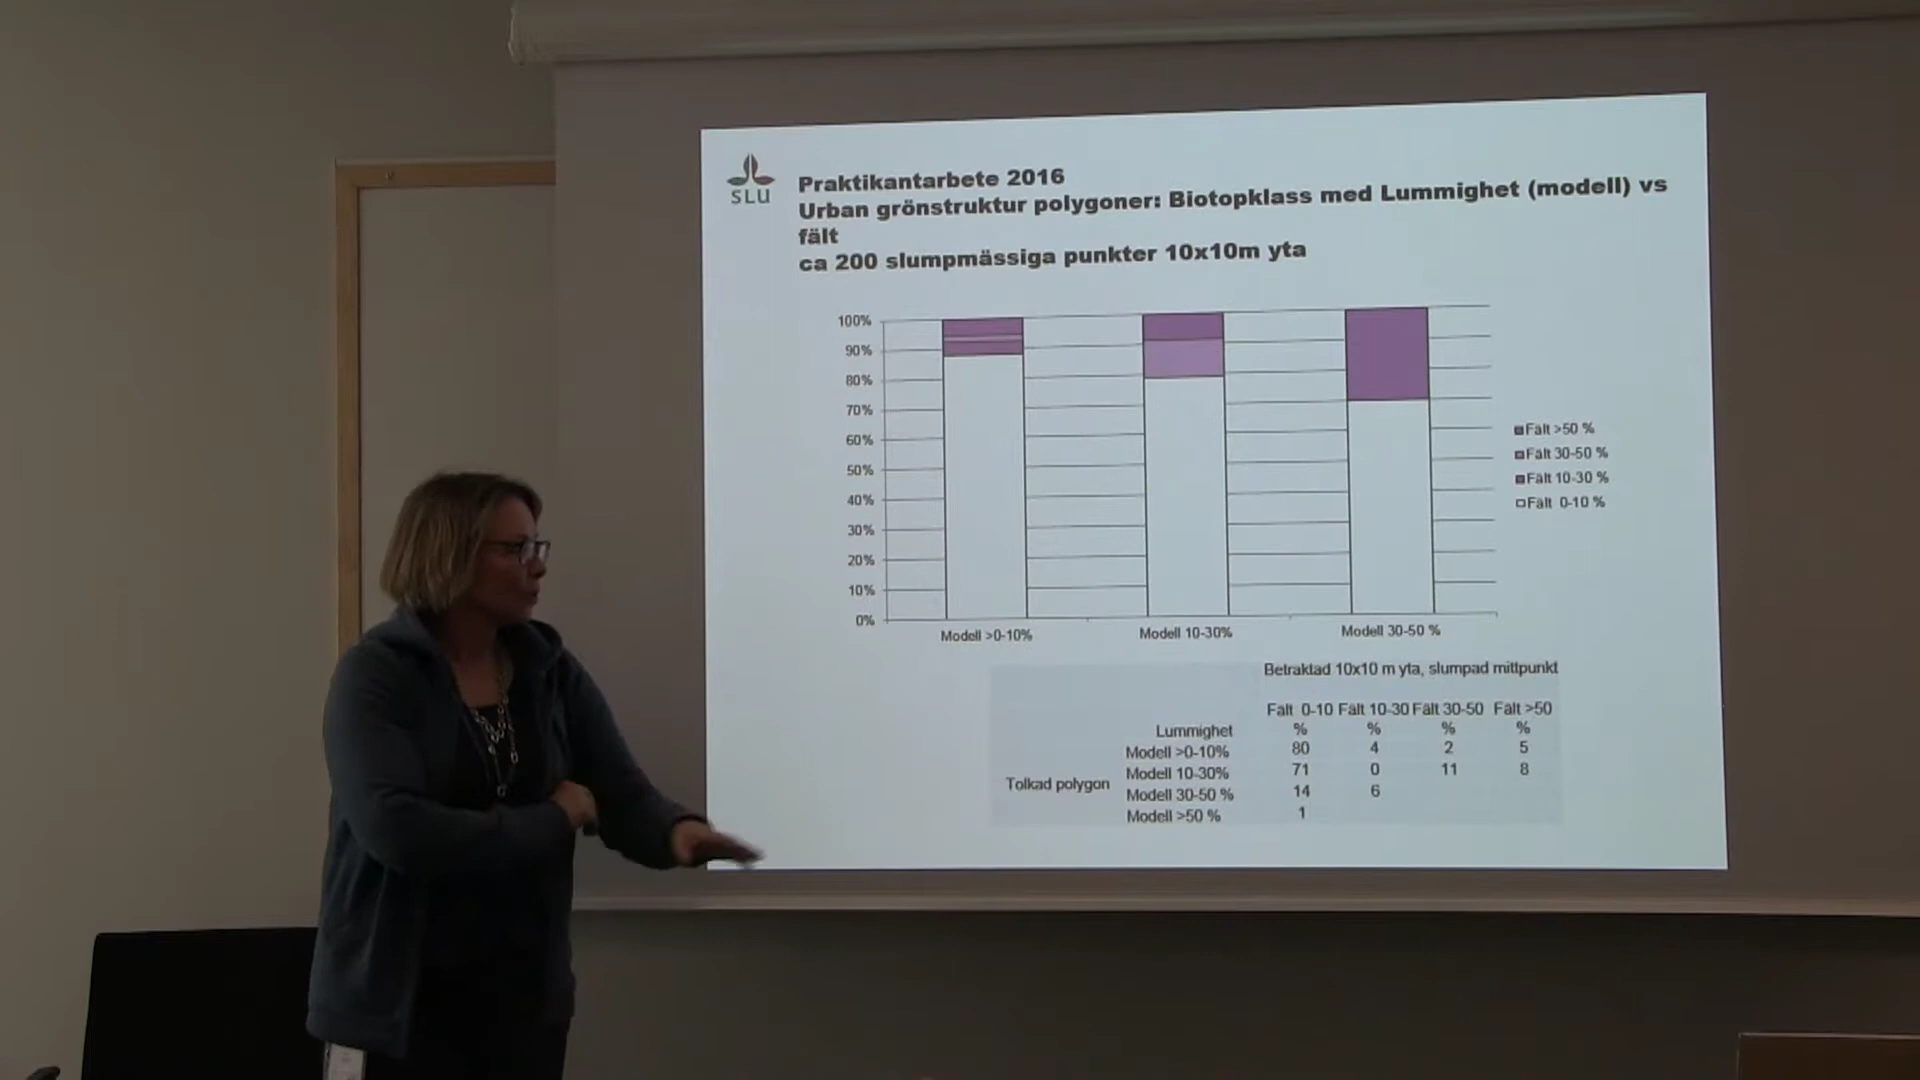 SLU
Praktikantarbete 2016
Urban grönstruktur polygoner: Biotopklass med Lummighet (modell) vs
fält
ca 200 slumpmässiga punkter 10x10m yta
100%
90%
80%
70%
60%
50%
40%
30%
20%
10%
0%
Modell >0-10%
Modell 10-30%
Modell 30-50 %
Fält >50 %
Fält 30-50 %
Fält 10-30 %
Fält 0-10 %
Betraktad 10x10 m yta, slumpad mittpunkt
Fält 0-10 Fält 10-30 Fält 30-50 Fält >50
Lummighet % % % %
Modell >0-10% 80 4 2 5
Modell 10-30% 71 0 11 8
Tolkad polygon
Modell 30-50 % 14 6
Modell >50 % 1